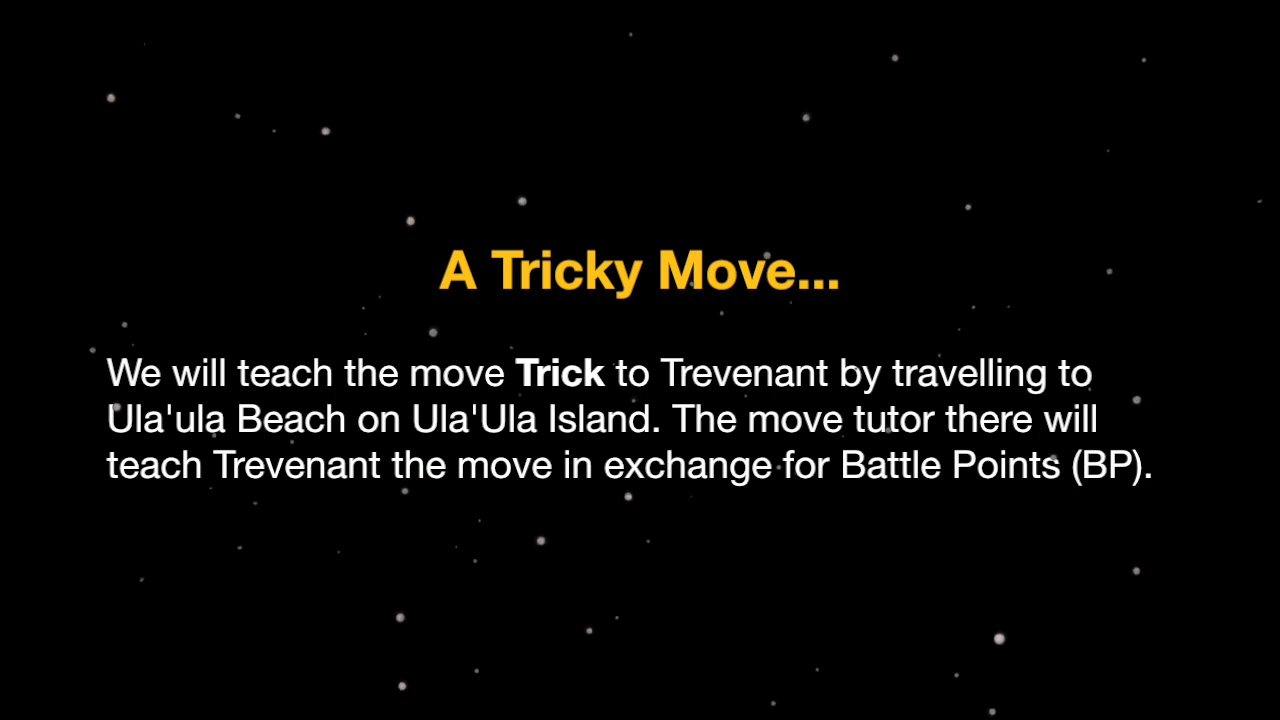 A Tricky Move...
We will teach the move Trick to Trevenant by travelling to
Ula'ula Beach on Ula'Ula Island. The move tutor there will
teach Trevenant the move in exchange for Battle Points (BP).